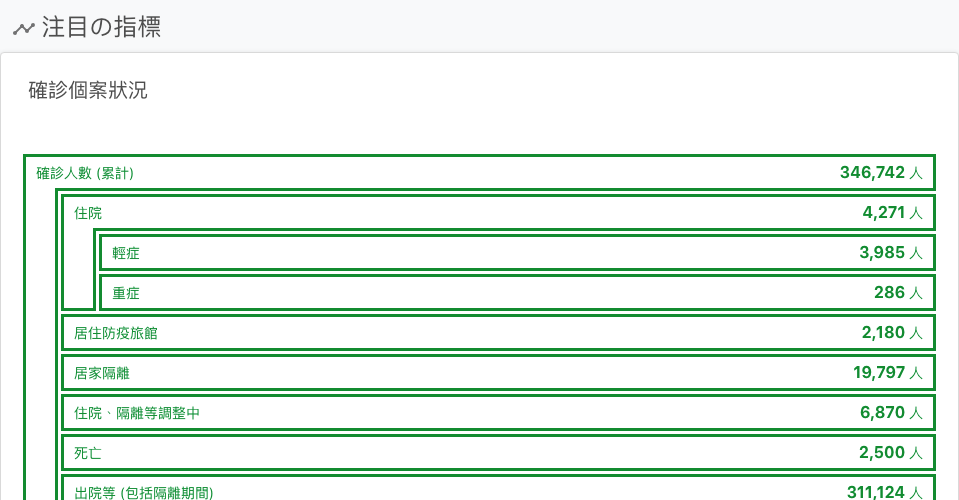 注目の指標
確診個案狀況
確診人數 (累計) 346,742 人
住院 4,271 人
輕症 3,985 人
重症 286 人
居住防疫旅館 2,180 人
居家隔離 19,797 人
住院、隔離等調整中 6,870 人
死亡 2,500 人
出院等 (包括隔離期間) 311,124 人